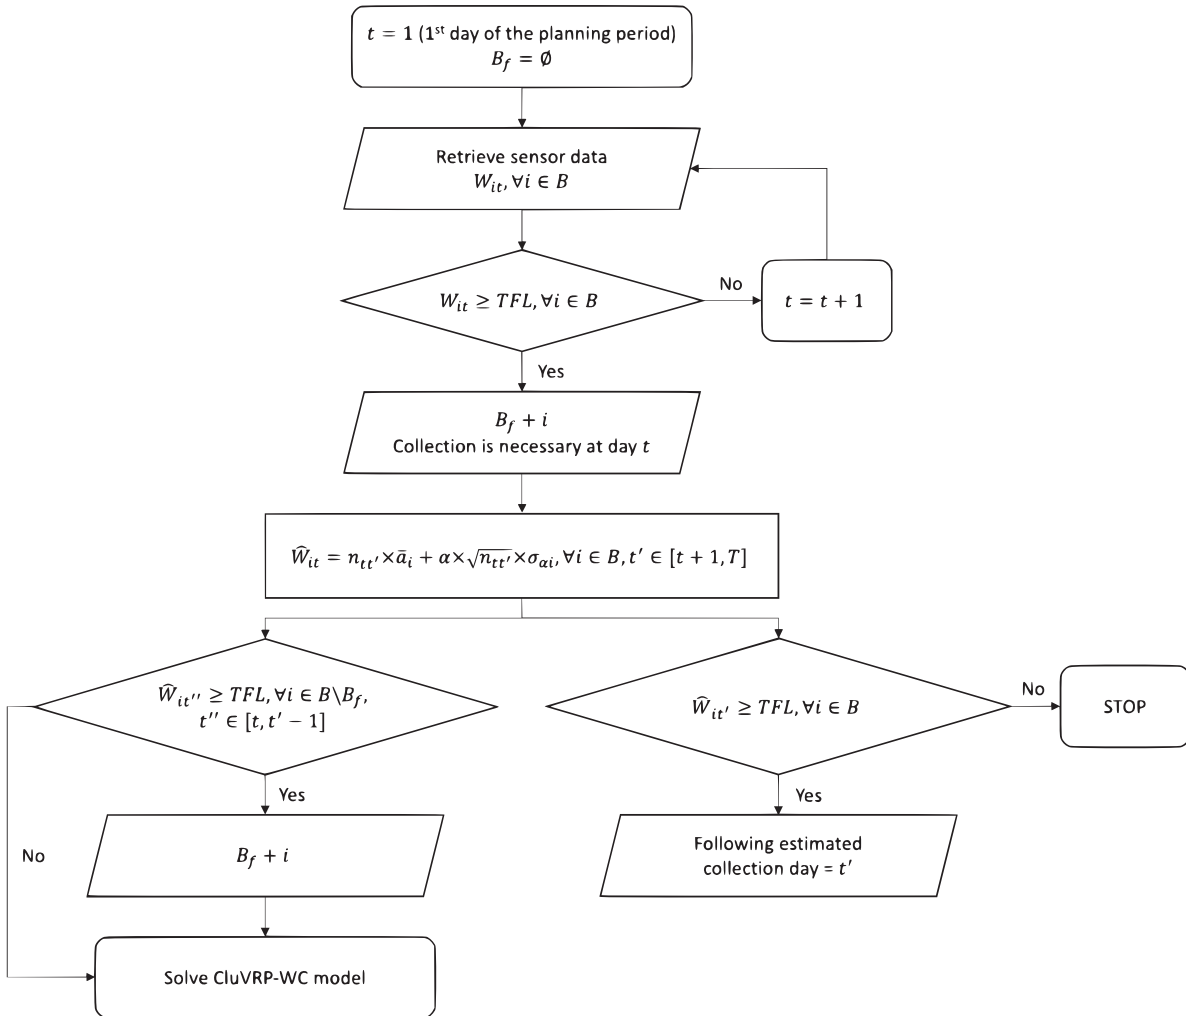 t = 1 (1st day of the planning period)
B_f = ∅
Retrieve sensor data
W_it, ∀i ∈ B
W_it ≥ TFL, ∀i ∈ B
No
t = t + 1
Yes
B_f + i
Collection is necessary at day t
Ŵ_it = n_tt′ × ā_i + α × √n_tt′ × σ_αi, ∀i ∈ B, t′ ∈ [t + 1, T]
Ŵ_it′′ ≥ TFL, ∀i ∈ B\B_f,
t′′ ∈ [t, t′ − 1]
Ŵ_it′ ≥ TFL, ∀i ∈ B
No
STOP
Yes
Yes
No
B_f + i
Following estimated
collection day = t′
Solve CluVRP-WC model